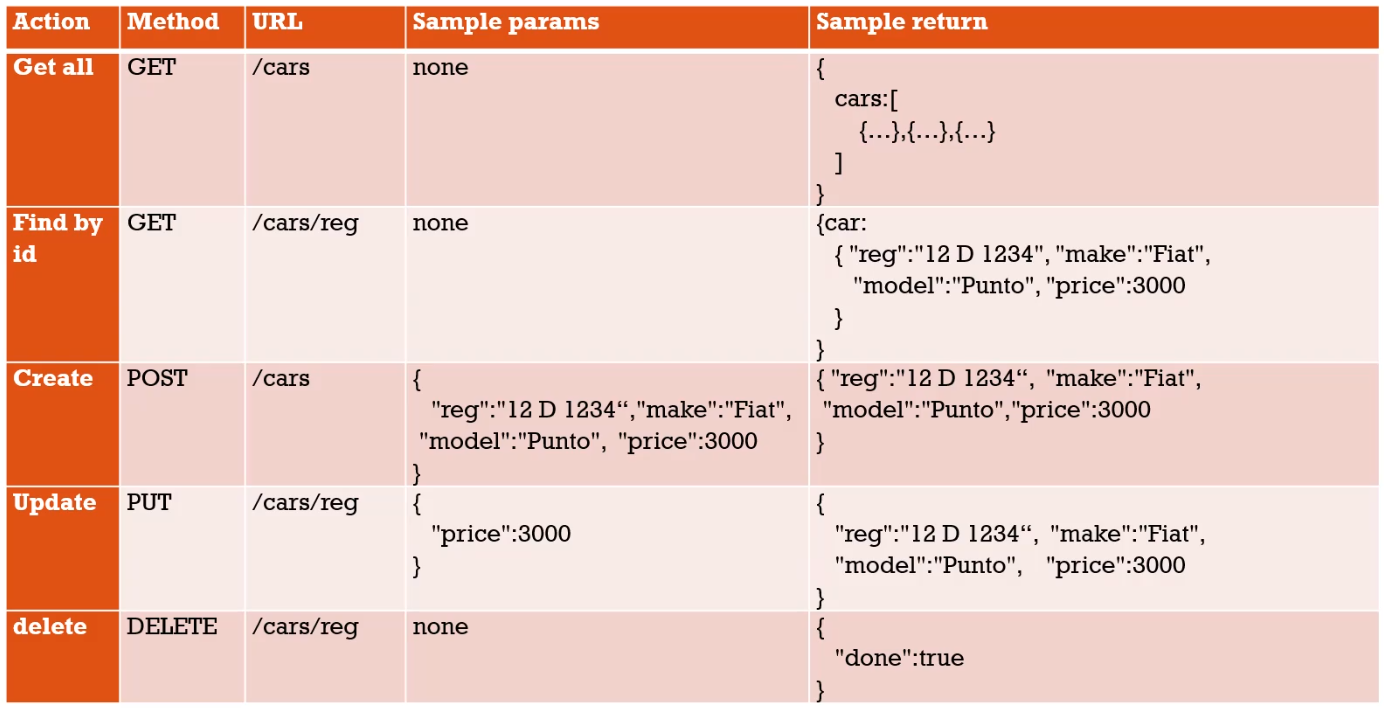 Action Method URL Sample params Sample return
Get all GET /cars none {
cars:[
{...},{...},{...}
]
}
Find by id GET /cars/reg none {car:
{ "reg":"12 D 1234", "make":"Fiat",
"model":"Punto", "price":3000
}
}
Create POST /cars {
"reg":"12 D 1234“,"make":"Fiat",
"model":"Punto", "price":3000
}
{ "reg":"12 D 1234“, "make":"Fiat",
"model":"Punto","price":3000
}
Update PUT /cars/reg {
"price":3000
}
{
"reg":"12 D 1234“, "make":"Fiat",
"model":"Punto", "price":3000
}
delete DELETE /cars/reg none {
"done":true
}